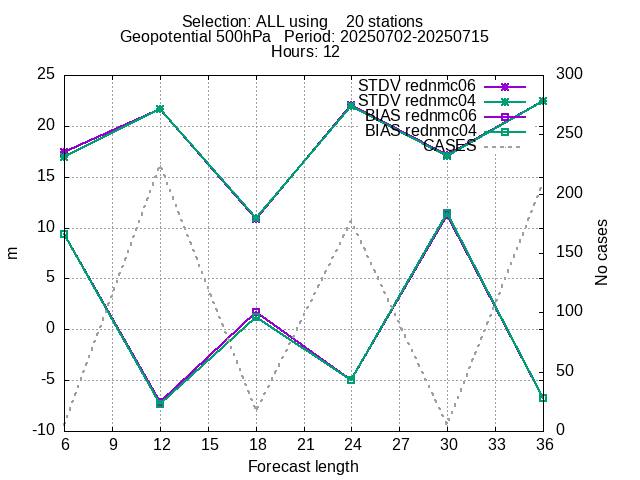 Selection: ALL using    20 stations
Geopotential 500hPa   Period: 20250702-20250715
Hours: 12
STDV rednmc06
STDV rednmc04
BIAS rednmc06
BIAS rednmc04
CASES
25
20
15
10
5
0
-5
-10
m
300
250
200
150
100
50
0
No cases
6 9 12 15 18 21 24 27 30 33 36
Forecast length